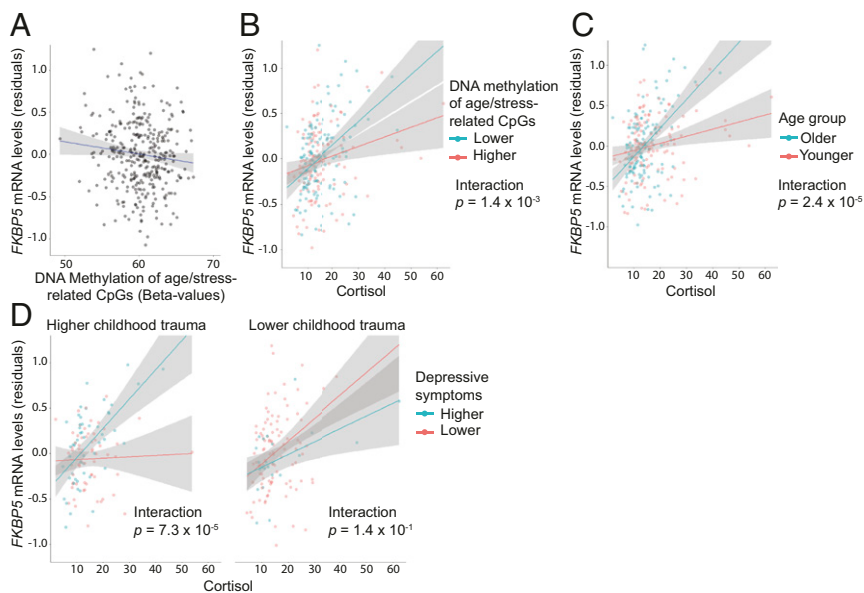 A
FKBP5 mRNA levels (residuals)
1.0
0.5
0.0
-0.5
-1.0
50
60
70
DNA Methylation of age/stress-
related CpGs (Beta-values)
B
FKBP5 mRNA levels (residuals)
1.0
0.5
0.0
-0.5
-1.0
10 20 30 40 50 60
Cortisol
DNA methylation
of age/stress-
related CpGs
Lower
Higher
Interaction
p = 1.4 x 10-3
C
FKBP5 mRNA levels (residuals)
1.0
0.5
0.0
-0.5
-1.0
10 20 30 40 50 60
Cortisol
Age group
Older
Younger
Interaction
p = 2.4 x 10-5
D
Higher childhood trauma
Lower childhood trauma
FKBP5 mRNA levels (residuals)
1.0
0.5
0.0
-0.5
-1.0
Interaction
p = 7.3 x 10-5
10 20 30 40 50 60
Interaction
p = 1.4 x 10-1
10 20 30 40 50 60
Cortisol
Depressive
symptoms
Higher
Lower